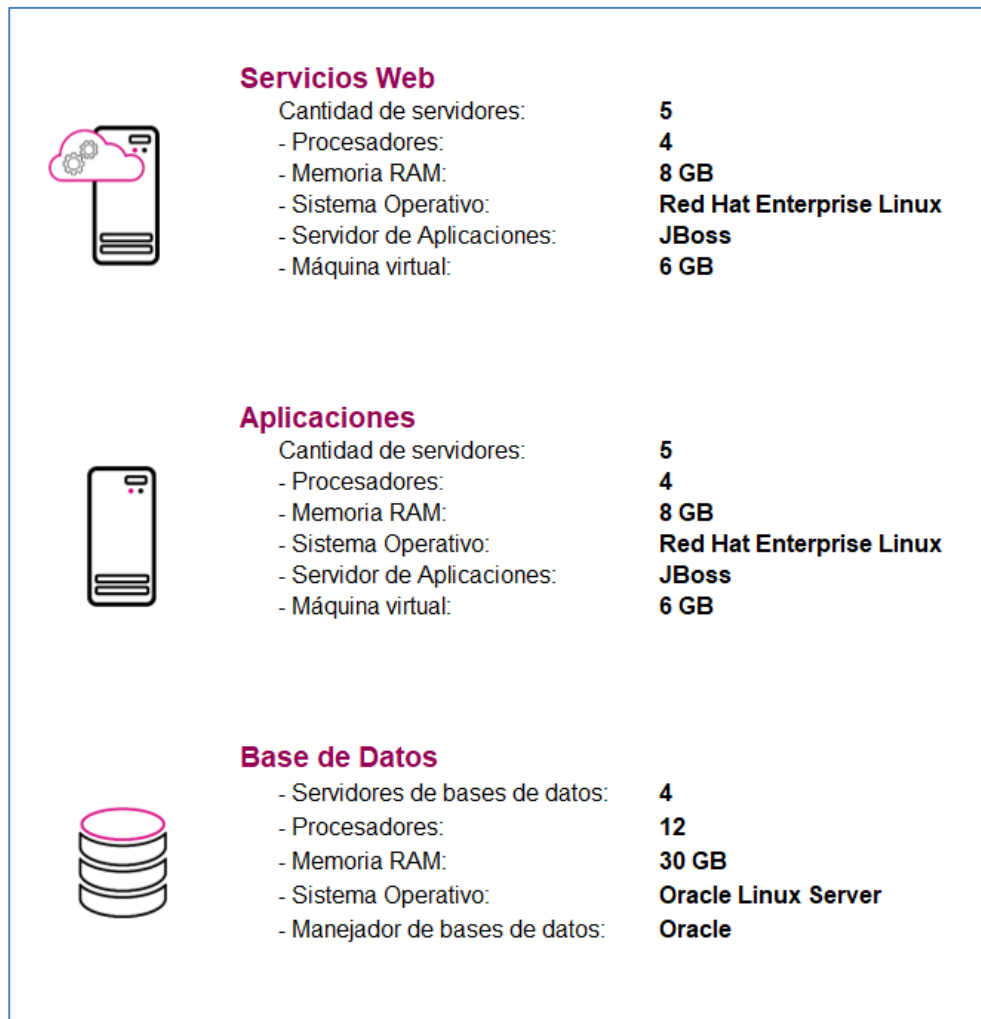 Servicios Web
Cantidad de servidores: 5
- Procesadores: 4
- Memoria RAM: 8 GB
- Sistema Operativo: Red Hat Enterprise Linux
- Servidor de Aplicaciones: JBoss
- Máquina virtual: 6 GB
Aplicaciones
Cantidad de servidores: 5
- Procesadores: 4
- Memoria RAM: 8 GB
- Sistema Operativo: Red Hat Enterprise Linux
- Servidor de Aplicaciones: JBoss
- Máquina virtual: 6 GB
Base de Datos
- Servidores de bases de datos: 4
- Procesadores: 12
- Memoria RAM: 30 GB
- Sistema Operativo: Oracle Linux Server
- Manejador de bases de datos: Oracle